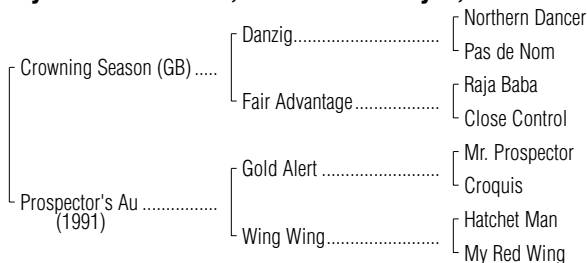 Northern Dancer
Danzig....................
Pas de Nom
Crowning Season (GB) .....
Raja Baba
Fair Advantage..................
Close Control
Mr. Prospector
Gold Alert .........................
Croquis
Prospector's Au ................
(1991)
Hatchet Man
Wing Wing........................
My Red Wing